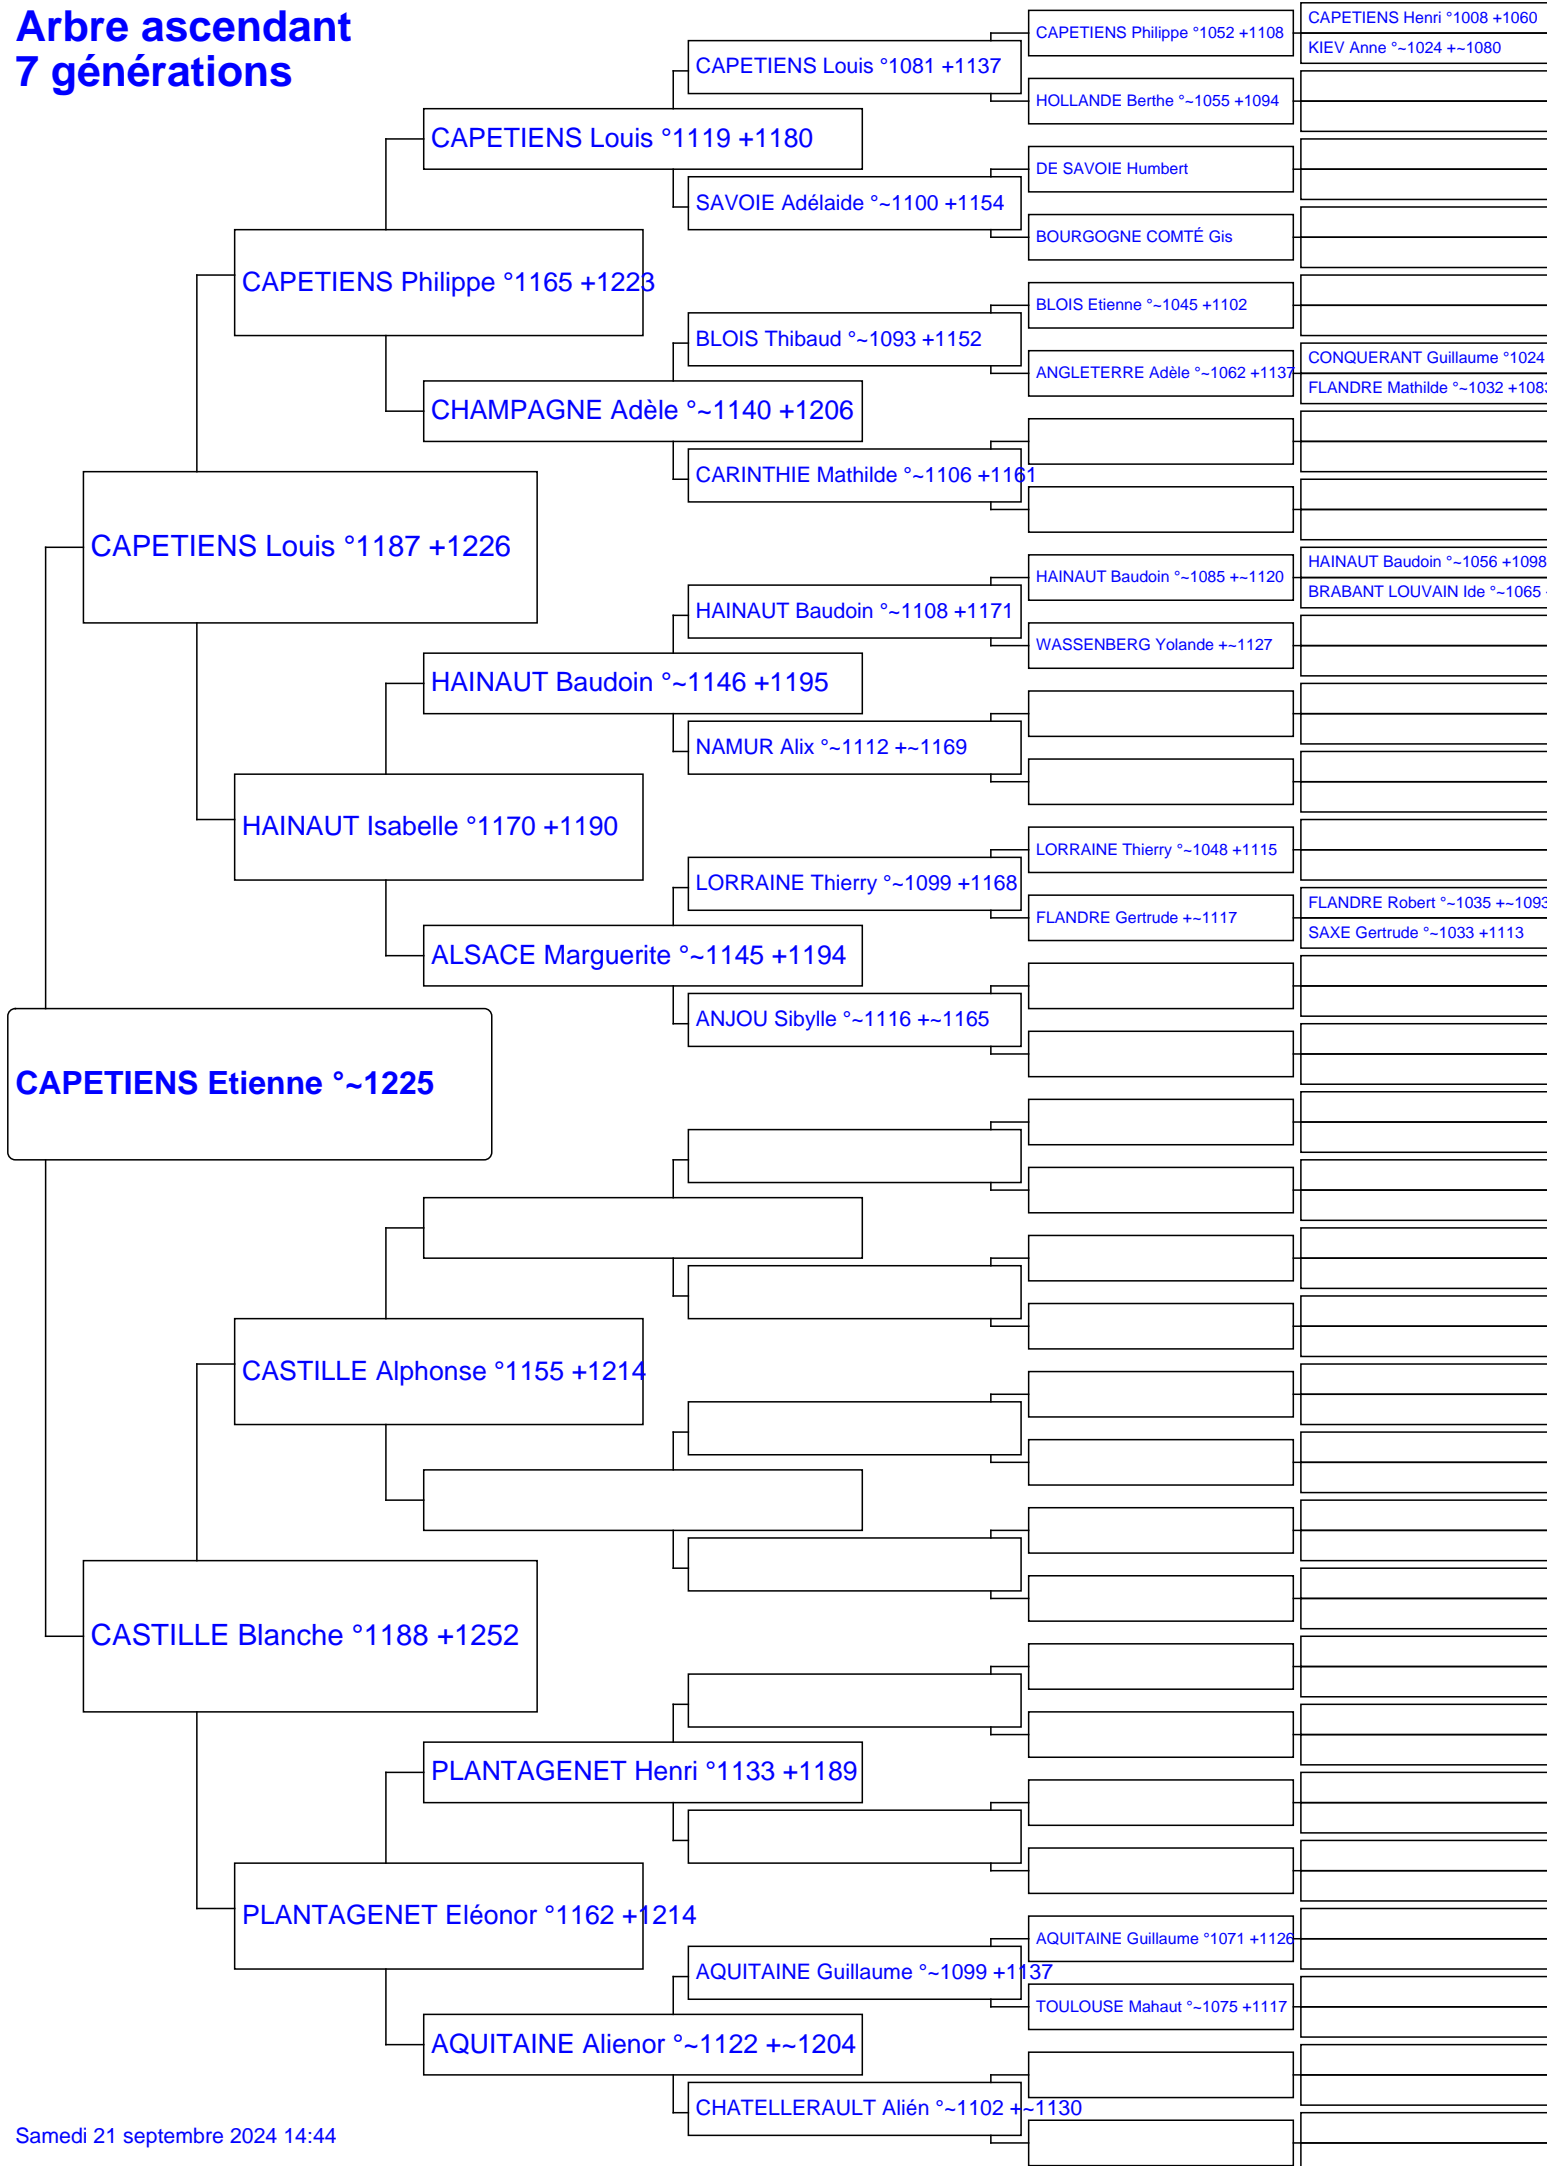 Arbre ascendant
7 générations
CAPETIENS Philippe °1052 +1108
CAPETIENS Henri °1008 +1060
KIEV Anne °~1024 +~1080
CAPETIENS Louis °1081 +1137
HOLLANDE Berthe °~1055 +1094
CAPETIENS Louis °1119 +1180
DE SAVOIE Humbert
SAVOIE Adélaide °~1100 +1154
BOURGOGNE COMTÉ Gis
CAPETIENS Philippe °1165 +1223
BLOIS Etienne °~1045 +1102
BLOIS Thibaud °~1093 +1152
ANGLETERRE Adèle °~1062 +1137
CONQUERANT Guillaume °1024
FLANDRE Mathilde °~1032 +1083
CHAMPAGNE Adèle °~1140 +1206
CARINTHIE Mathilde °~1106 +1161
CAPETIENS Louis °1187 +1226
HAINAUT Baudoin °~1085 +~1120
HAINAUT Baudoin °~1056 +1098
BRABANT LOUVAIN Ide °~1065
HAINAUT Baudoin °~1108 +1171
WASSENBERG Yolande +~1127
HAINAUT Baudoin °~1146 +1195
NAMUR Alix °~1112 +~1169
HAINAUT Isabelle °1170 +1190
LORRAINE Thierry °~1048 +1115
LORRAINE Thierry °~1099 +1168
FLANDRE Gertrude +~1117
FLANDRE Robert °~1035 +~1093
SAXE Gertrude °~1033 +1113
ALSACE Marguerite °~1145 +1194
ANJOU Sibylle °~1116 +~1165
CAPETIENS Etienne °~1225
CASTILLE Alphonse °1155 +1214
CASTILLE Blanche °1188 +1252
PLANTAGENET Henri °1133 +1189
PLANTAGENET Eléonor °1162 +1214
AQUITAINE Guillaume °1071 +1126
AQUITAINE Guillaume °~1099 +1137
TOULOUSE Mahaut °~1075 +1117
AQUITAINE Alienor °~1122 +~1204
CHATELLERAULT Alién °~1102 +~1130
Samedi 21 septembre 2024 14:44